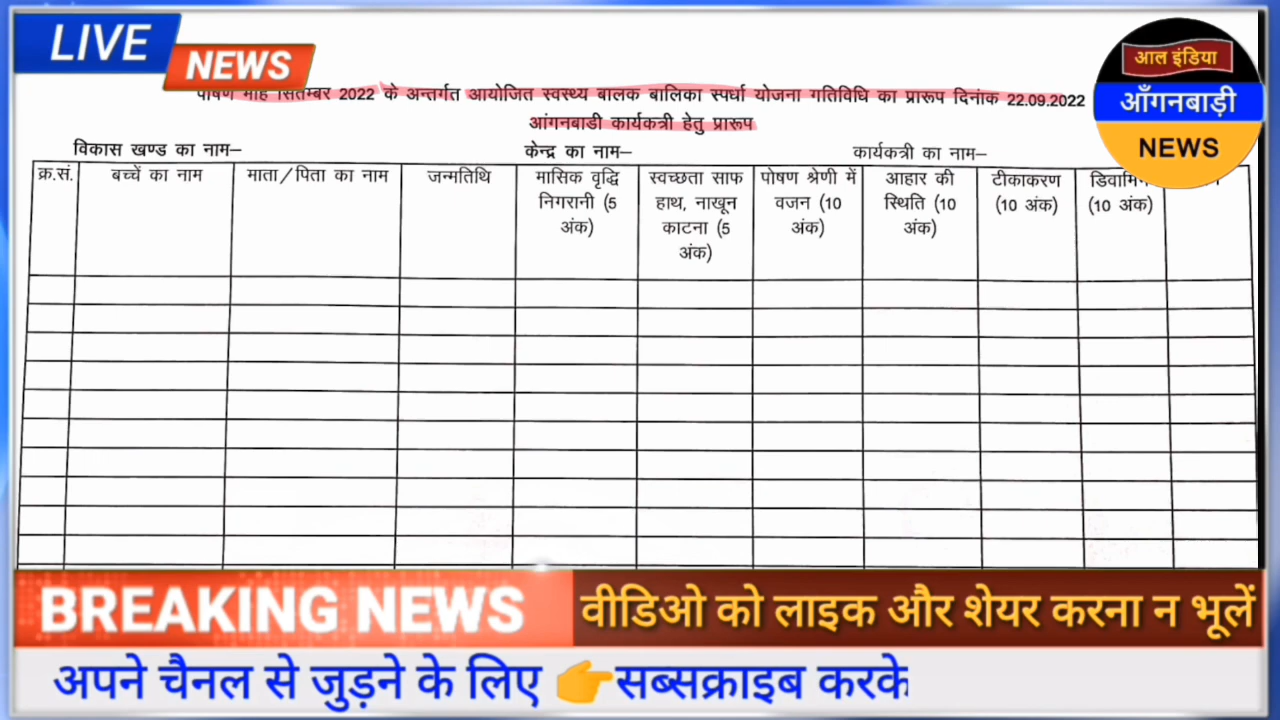 LIVE
NEWS
आल इंडिया
आँगनबाड़ी
NEWS
पोषण माह सितम्बर 2022 के अन्तर्गत आयोजित स्वस्थ्य बालक बालिका स्पर्धा योजना गतिविधि का प्रारूप दिनांक 22.09.2022
आंगनबाडी कार्यकत्री हेतु प्रारूप
विकास खण्ड का नाम– केन्द्र का नाम– कार्यकत्री का नाम–
क्र.सं. बच्चें का नाम माता/पिता का नाम जन्मतिथि मासिक वृद्धि स्वच्छता साफ पोषण श्रेणी में आहार की टीकाकरण
निगरानी (5 हाथ, नाखून वजन (10 स्थिति (10 (10 अंक) (10 अंक)
अंक) काटना (5 अंक) अंक)
अंक)
BREAKING NEWS वीडिओ को लाइक और शेयर करना न भूलें
अपने चैनल से जुड़ने के लिए 👉सब्सक्राइब करके